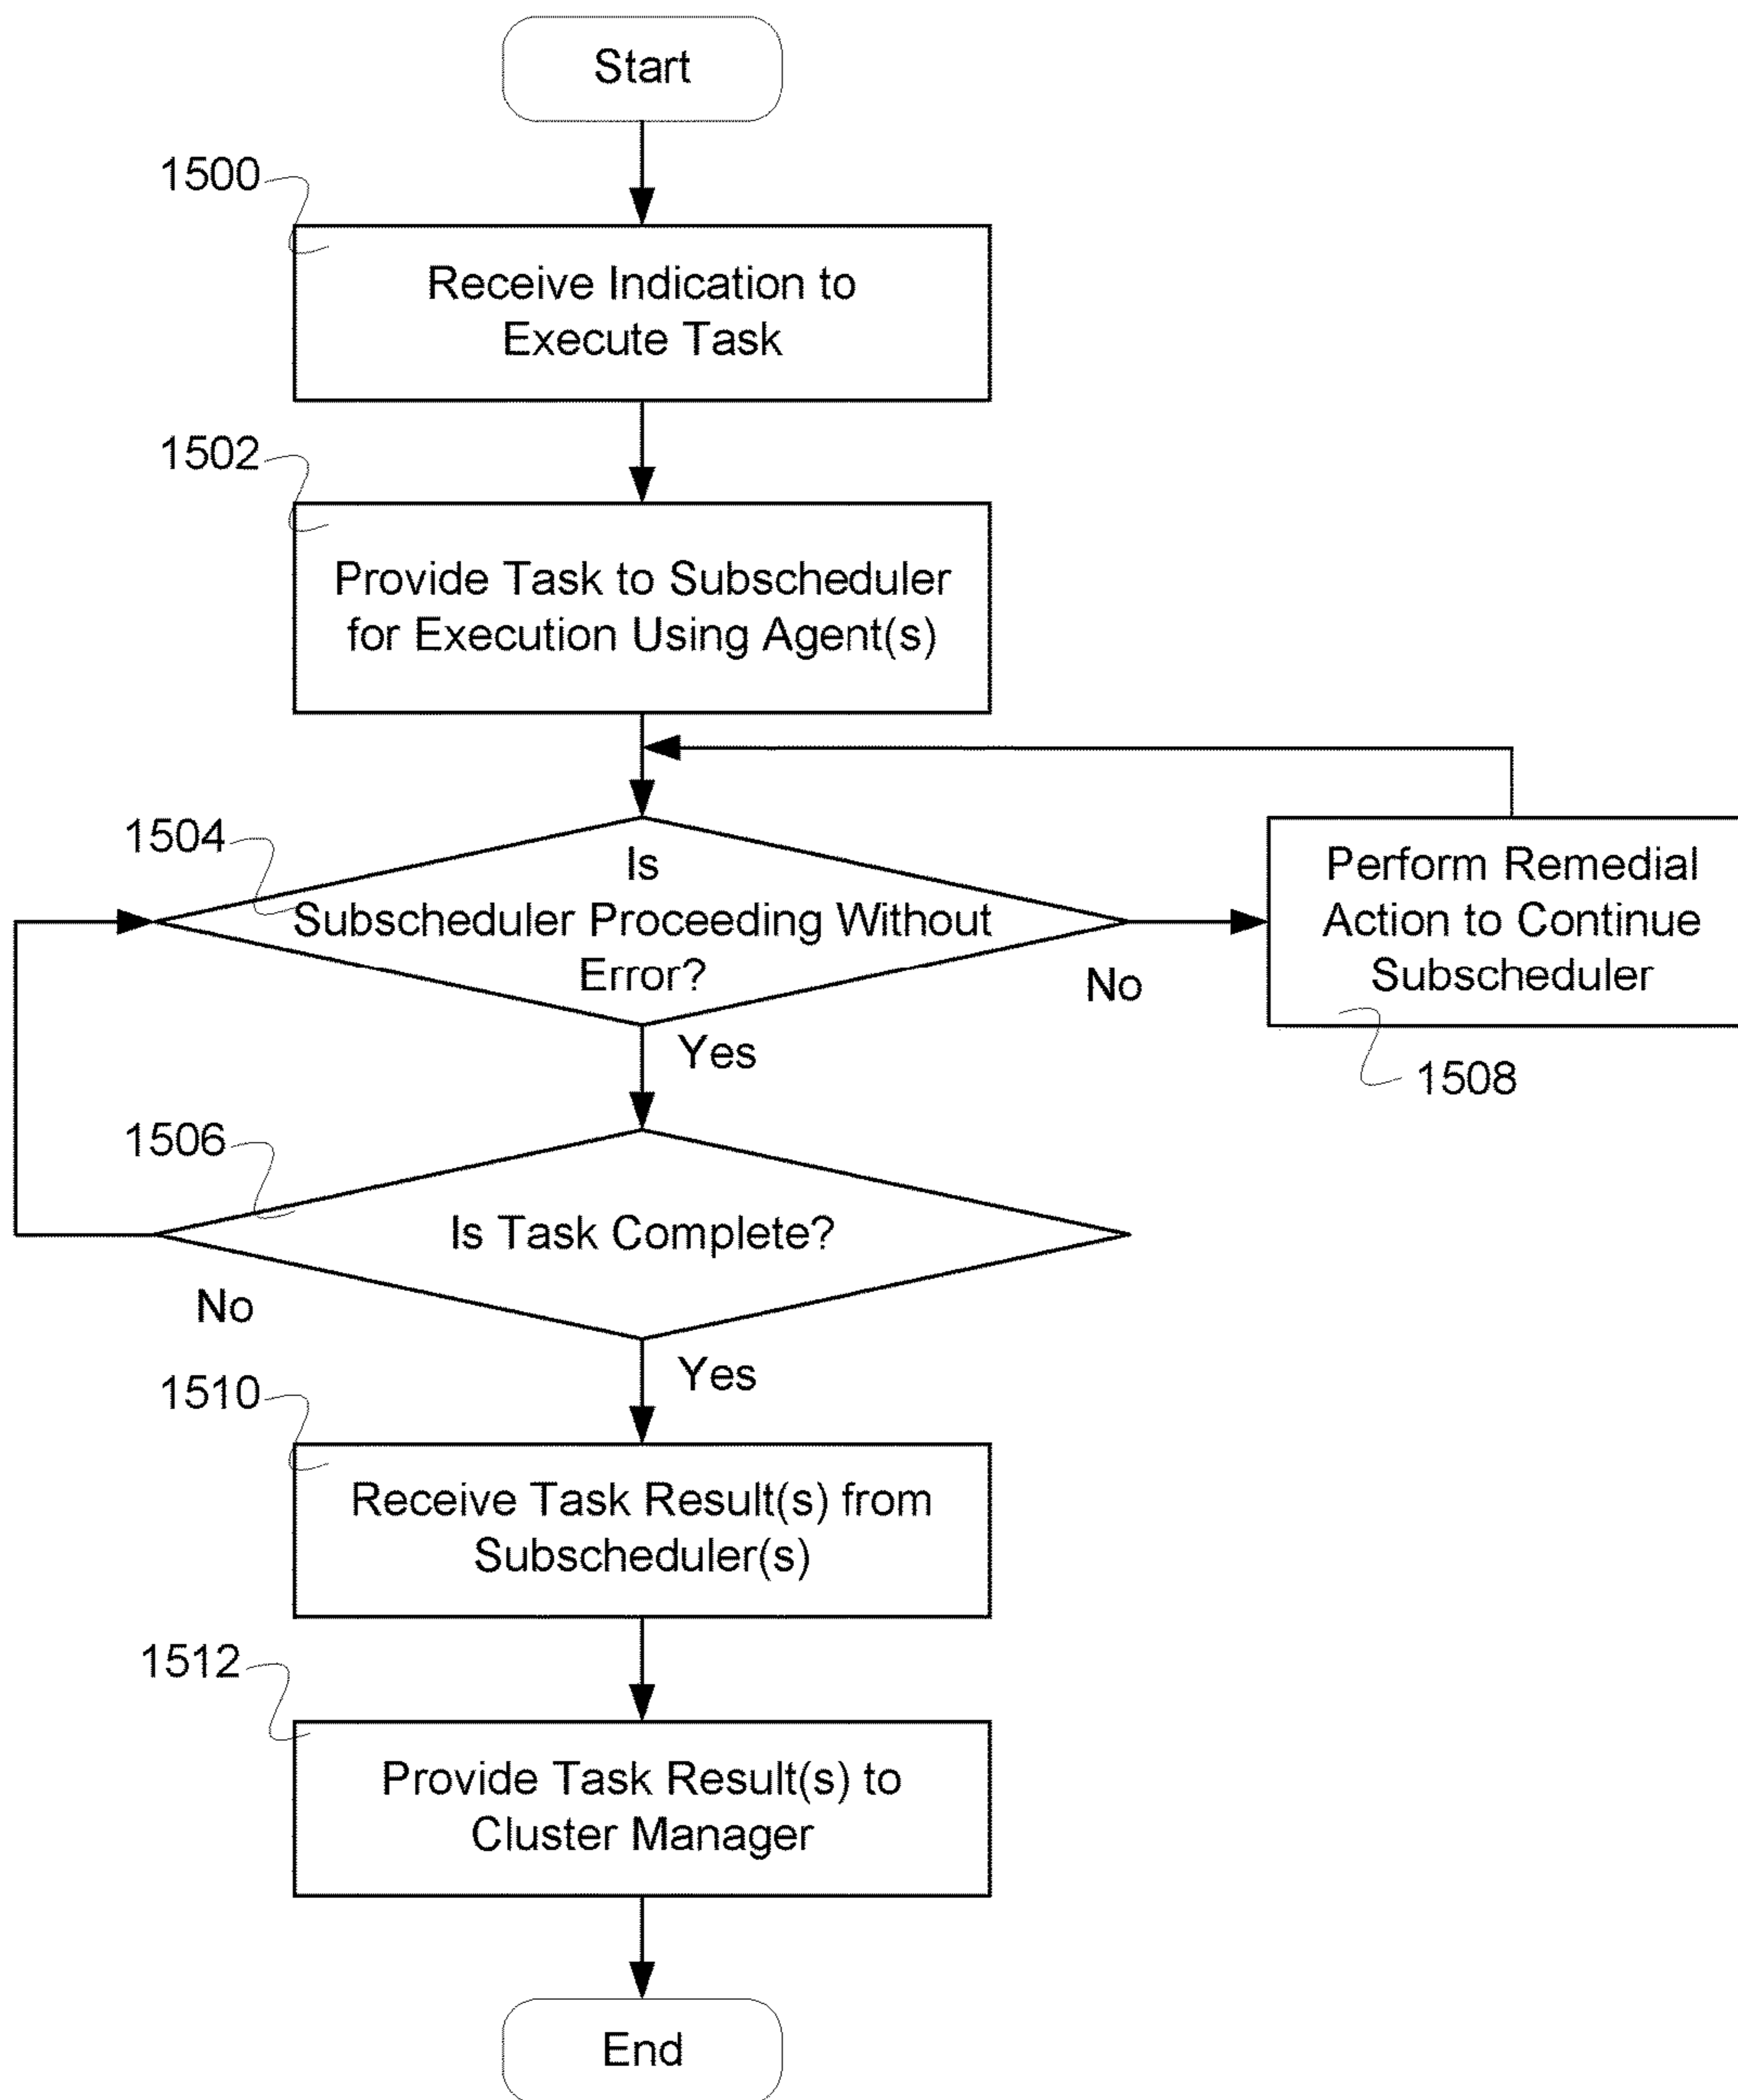 Start
1500
Receive Indication to
Execute Task
1502
Provide Task to Subscheduler
for Execution Using Agent(s)
1504
Is
Subscheduler Proceeding Without
Error?
No
Yes
Perform Remedial
Action to Continue
Subscheduler
1508
1506
Is Task Complete?
No
Yes
1510
Receive Task Result(s) from
Subscheduler(s)
1512
Provide Task Result(s) to
Cluster Manager
End